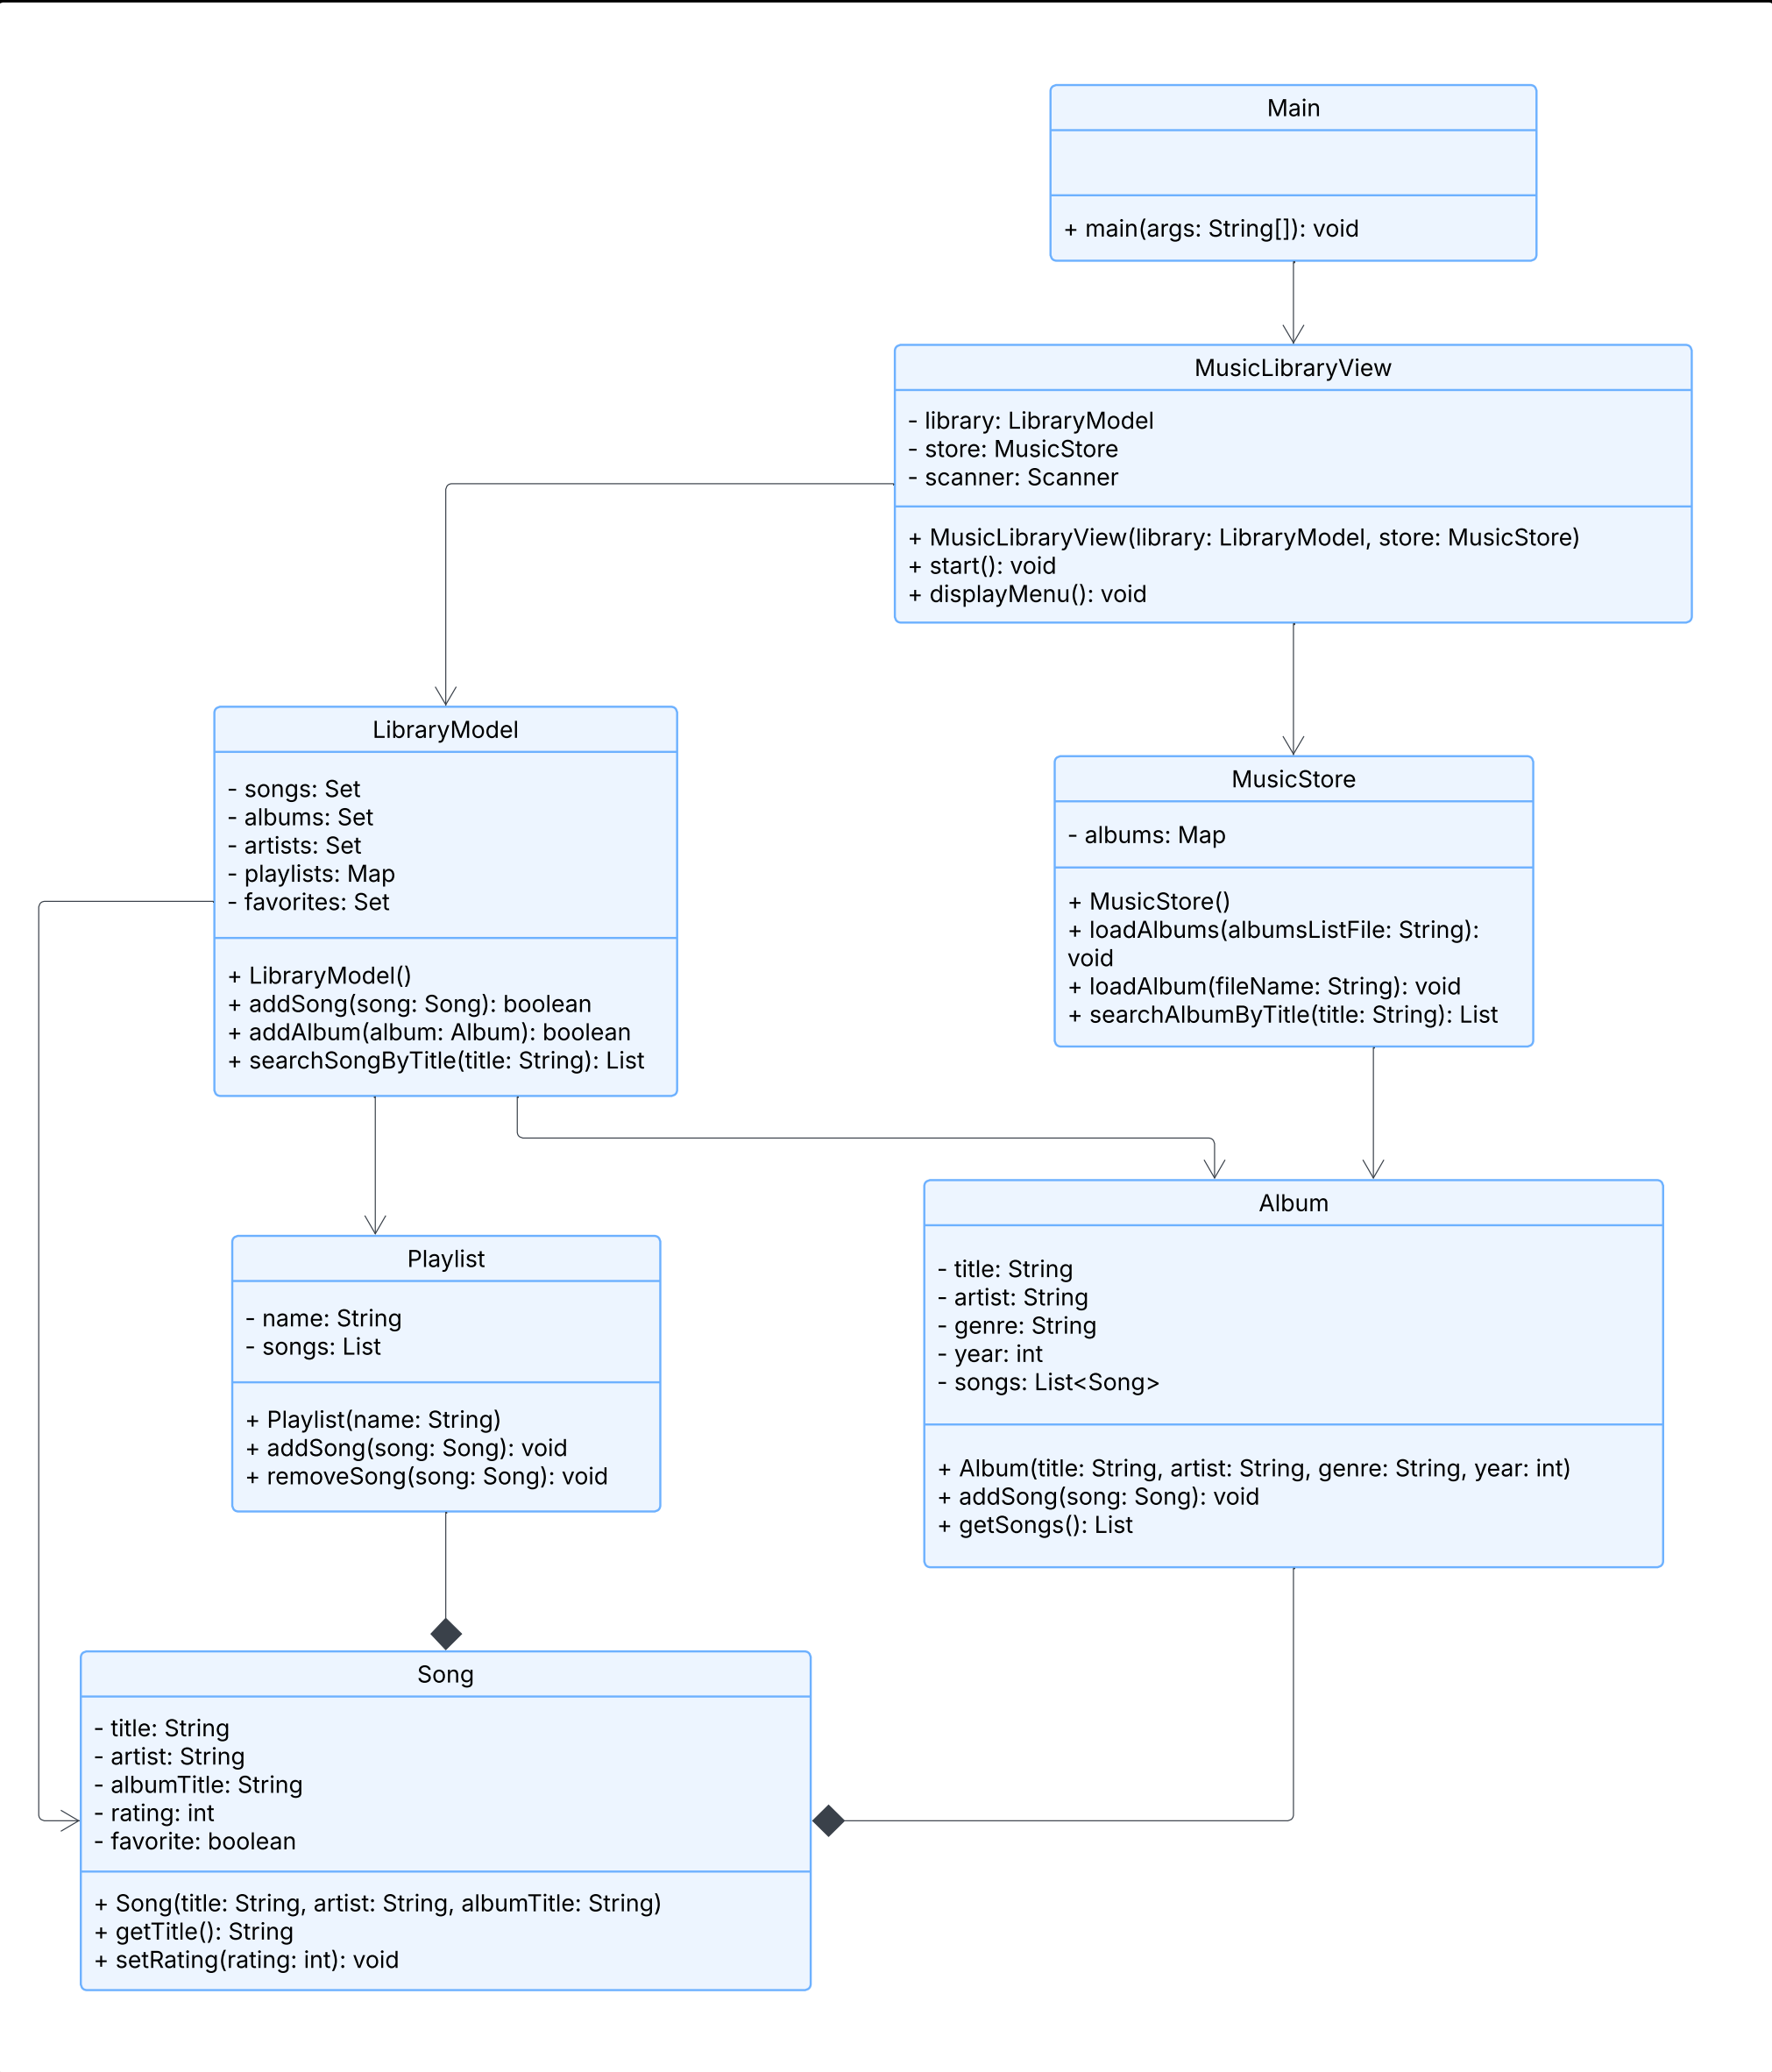 Main
+ main(args: String[]): void
MusicLibraryView
- library: LibraryModel
- store: MusicStore
- scanner: Scanner
+ MusicLibraryView(library: LibraryModel, store: MusicStore)
+ start(): void
+ displayMenu(): void
LibraryModel
- songs: Set
- albums: Set
- artists: Set
- playlists: Map
- favorites: Set
+ LibraryModel()
+ addSong(song: Song): boolean
+ addAlbum(album: Album): boolean
+ searchSongByTitle(title: String): List
MusicStore
- albums: Map
+ MusicStore()
+ loadAlbums(albumsListFile: String):
void
+ loadAlbum(fileName: String): void
+ searchAlbumByTitle(title: String): List
Playlist
- name: String
- songs: List
+ Playlist(name: String)
+ addSong(song: Song): void
+ removeSong(song: Song): void
Album
- title: String
- artist: String
- genre: String
- year: int
- songs: List<Song>
+ Album(title: String, artist: String, genre: String, year: int)
+ addSong(song: Song): void
+ getSongs(): List
Song
- title: String
- artist: String
- albumTitle: String
- rating: int
- favorite: boolean
+ Song(title: String, artist: String, albumTitle: String)
+ getTitle(): String
+ setRating(rating: int): void